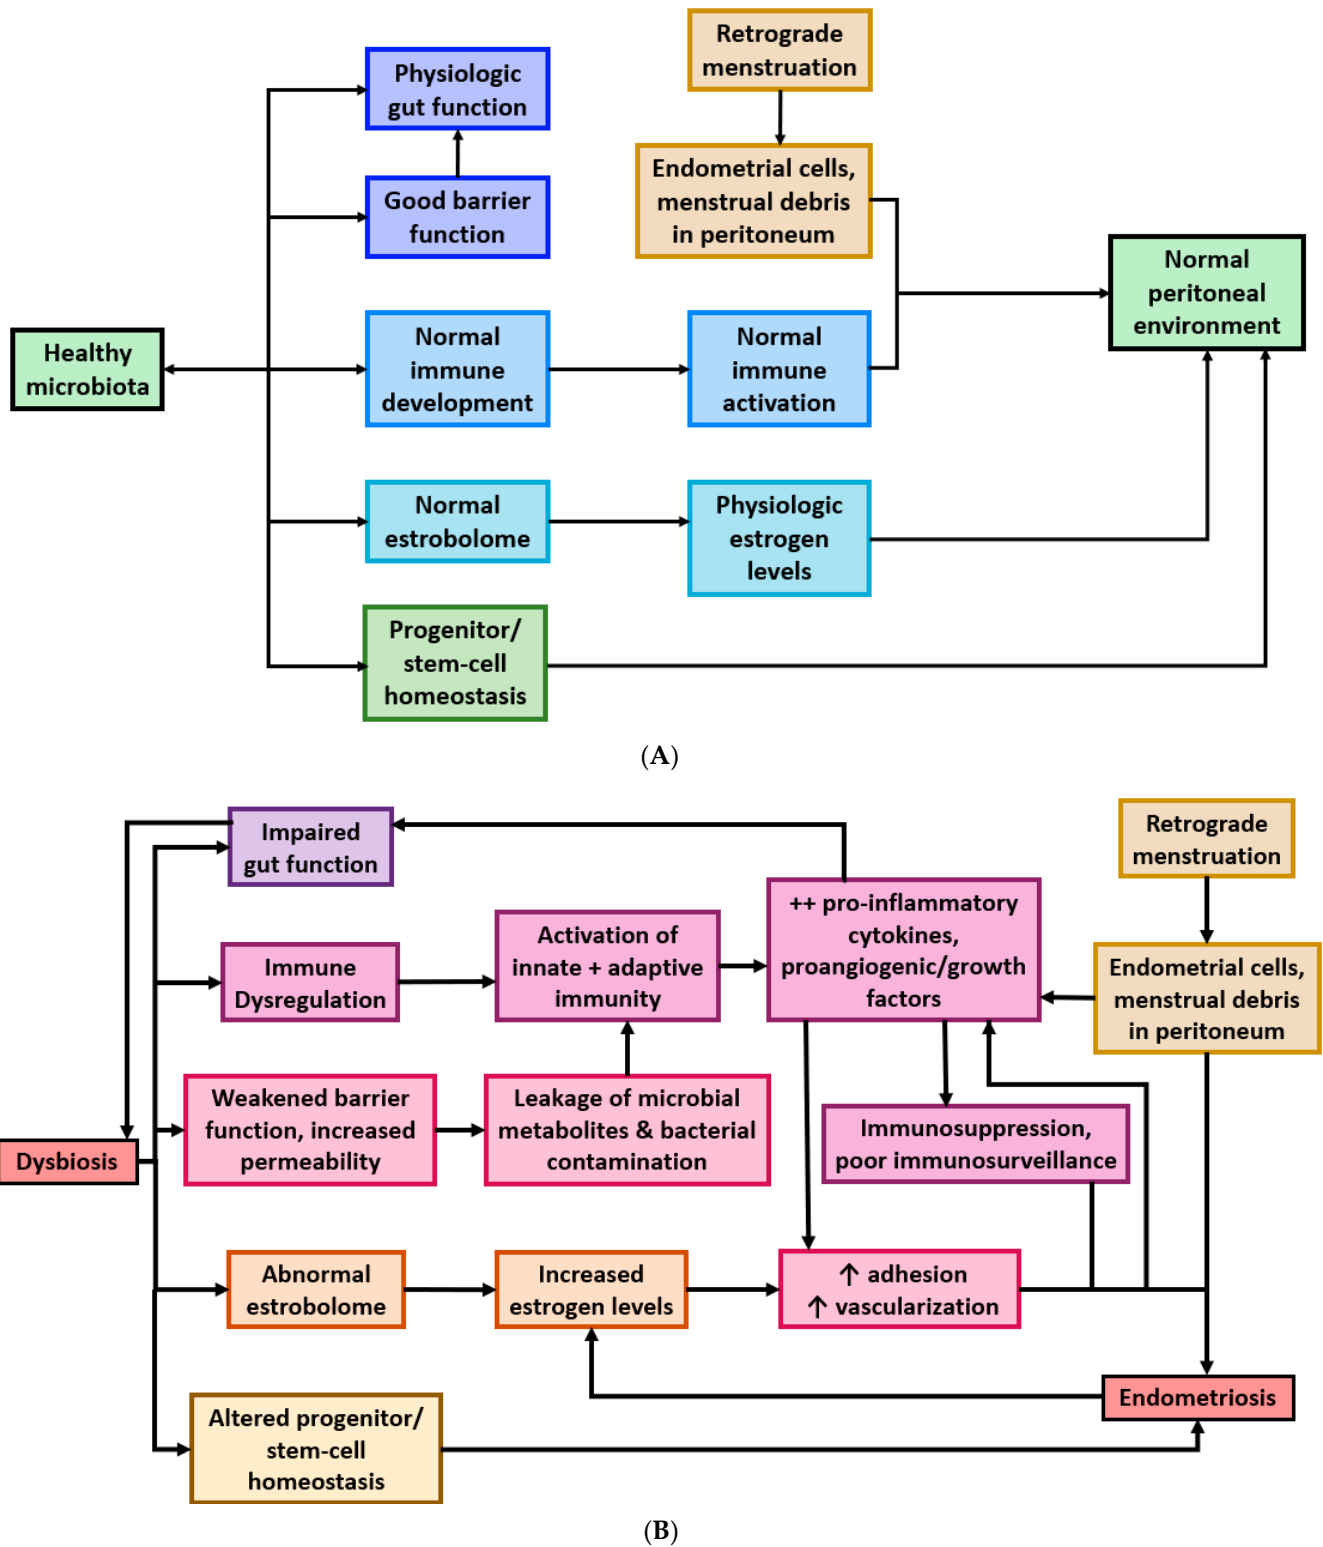 Retrograde
menstruation
Physiologic
gut function
Endometrial cells,
menstrual debris
in peritoneum
Good barrier
function
Normal
peritoneal
environment
Healthy
microbiota
Normal
immune
development
Normal
immune
activation
Normal
estrobolome
Physiologic
estrogen
levels
Progenitor/
stem-cell
homeostasis
(A)
Impaired
gut function
Retrograde
menstruation
++ pro-inflammatory
cytokines,
proangiogenic/growth
factors
Immune
Dysregulation
Activation of
innate + adaptive
immunity
Endometrial cells,
menstrual debris
in peritoneum
Weakened barrier
function, increased
permeability
Leakage of microbial
metabolites & bacterial
contamination
Immunosuppression,
poor immunosurveillance
Dysbiosis
Abnormal
estrobolome
Increased
estrogen levels
↑ adhesion
↑ vascularization
Endometriosis
Altered progenitor/
stem-cell
homeostasis
(B)